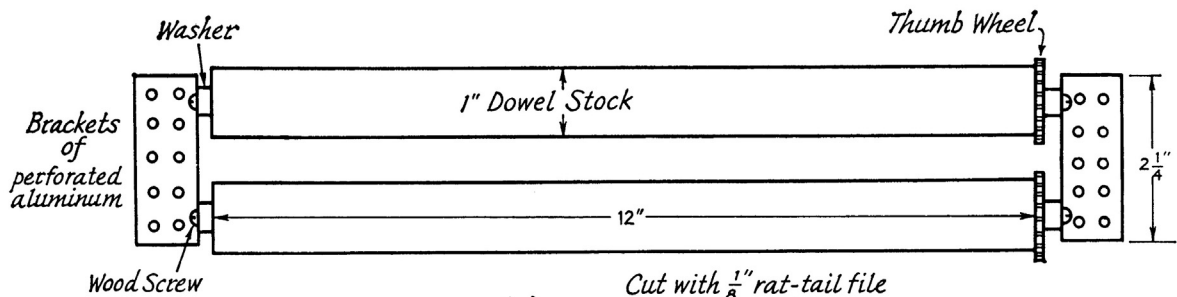 Washer
Thumb Wheel
1" Dowel Stock
Brackets
of
perforated
aluminum
2 1/4"
12"
Wood Screw
Cut with 1/8" rat-tail file